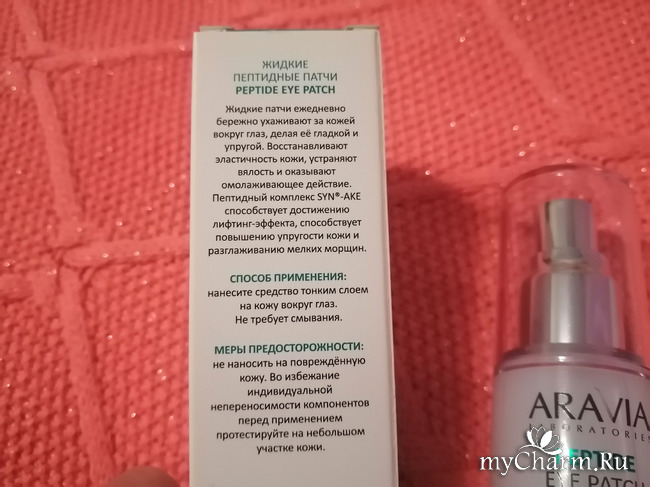 ЖИДКИЕ
ПЕПТИДНЫЕ ПАТЧИ
PEPTIDE EYE PATCH
Жидкие патчи ежедневно
бережно ухаживают за кожей
вокруг глаз, делая её гладкой и
упругой. Восстанавливают
эластичность кожи, устраняют
вялость и оказывают
омолаживающее действие.
Пептидный комплекс SYN®-AKE
способствует достижению
лифтинг-эффекта, способствует
повышению упругости кожи и
разглаживанию мелких морщин.
СПОСОБ ПРИМЕНЕНИЯ:
нанесите средство тонким слоем
на кожу вокруг глаз.
Не требует смывания.
МЕРЫ ПРЕДОСТОРОЖНОСТИ:
не наносить на повреждённую
кожу. Во избежание
индивидуальной
непереносимости компонентов
перед применением
протестируйте на небольшом
участке кожи.
ARAVIA
LABORATORIES
PEPTIDE
EYE PATCH
myCharm.Ru